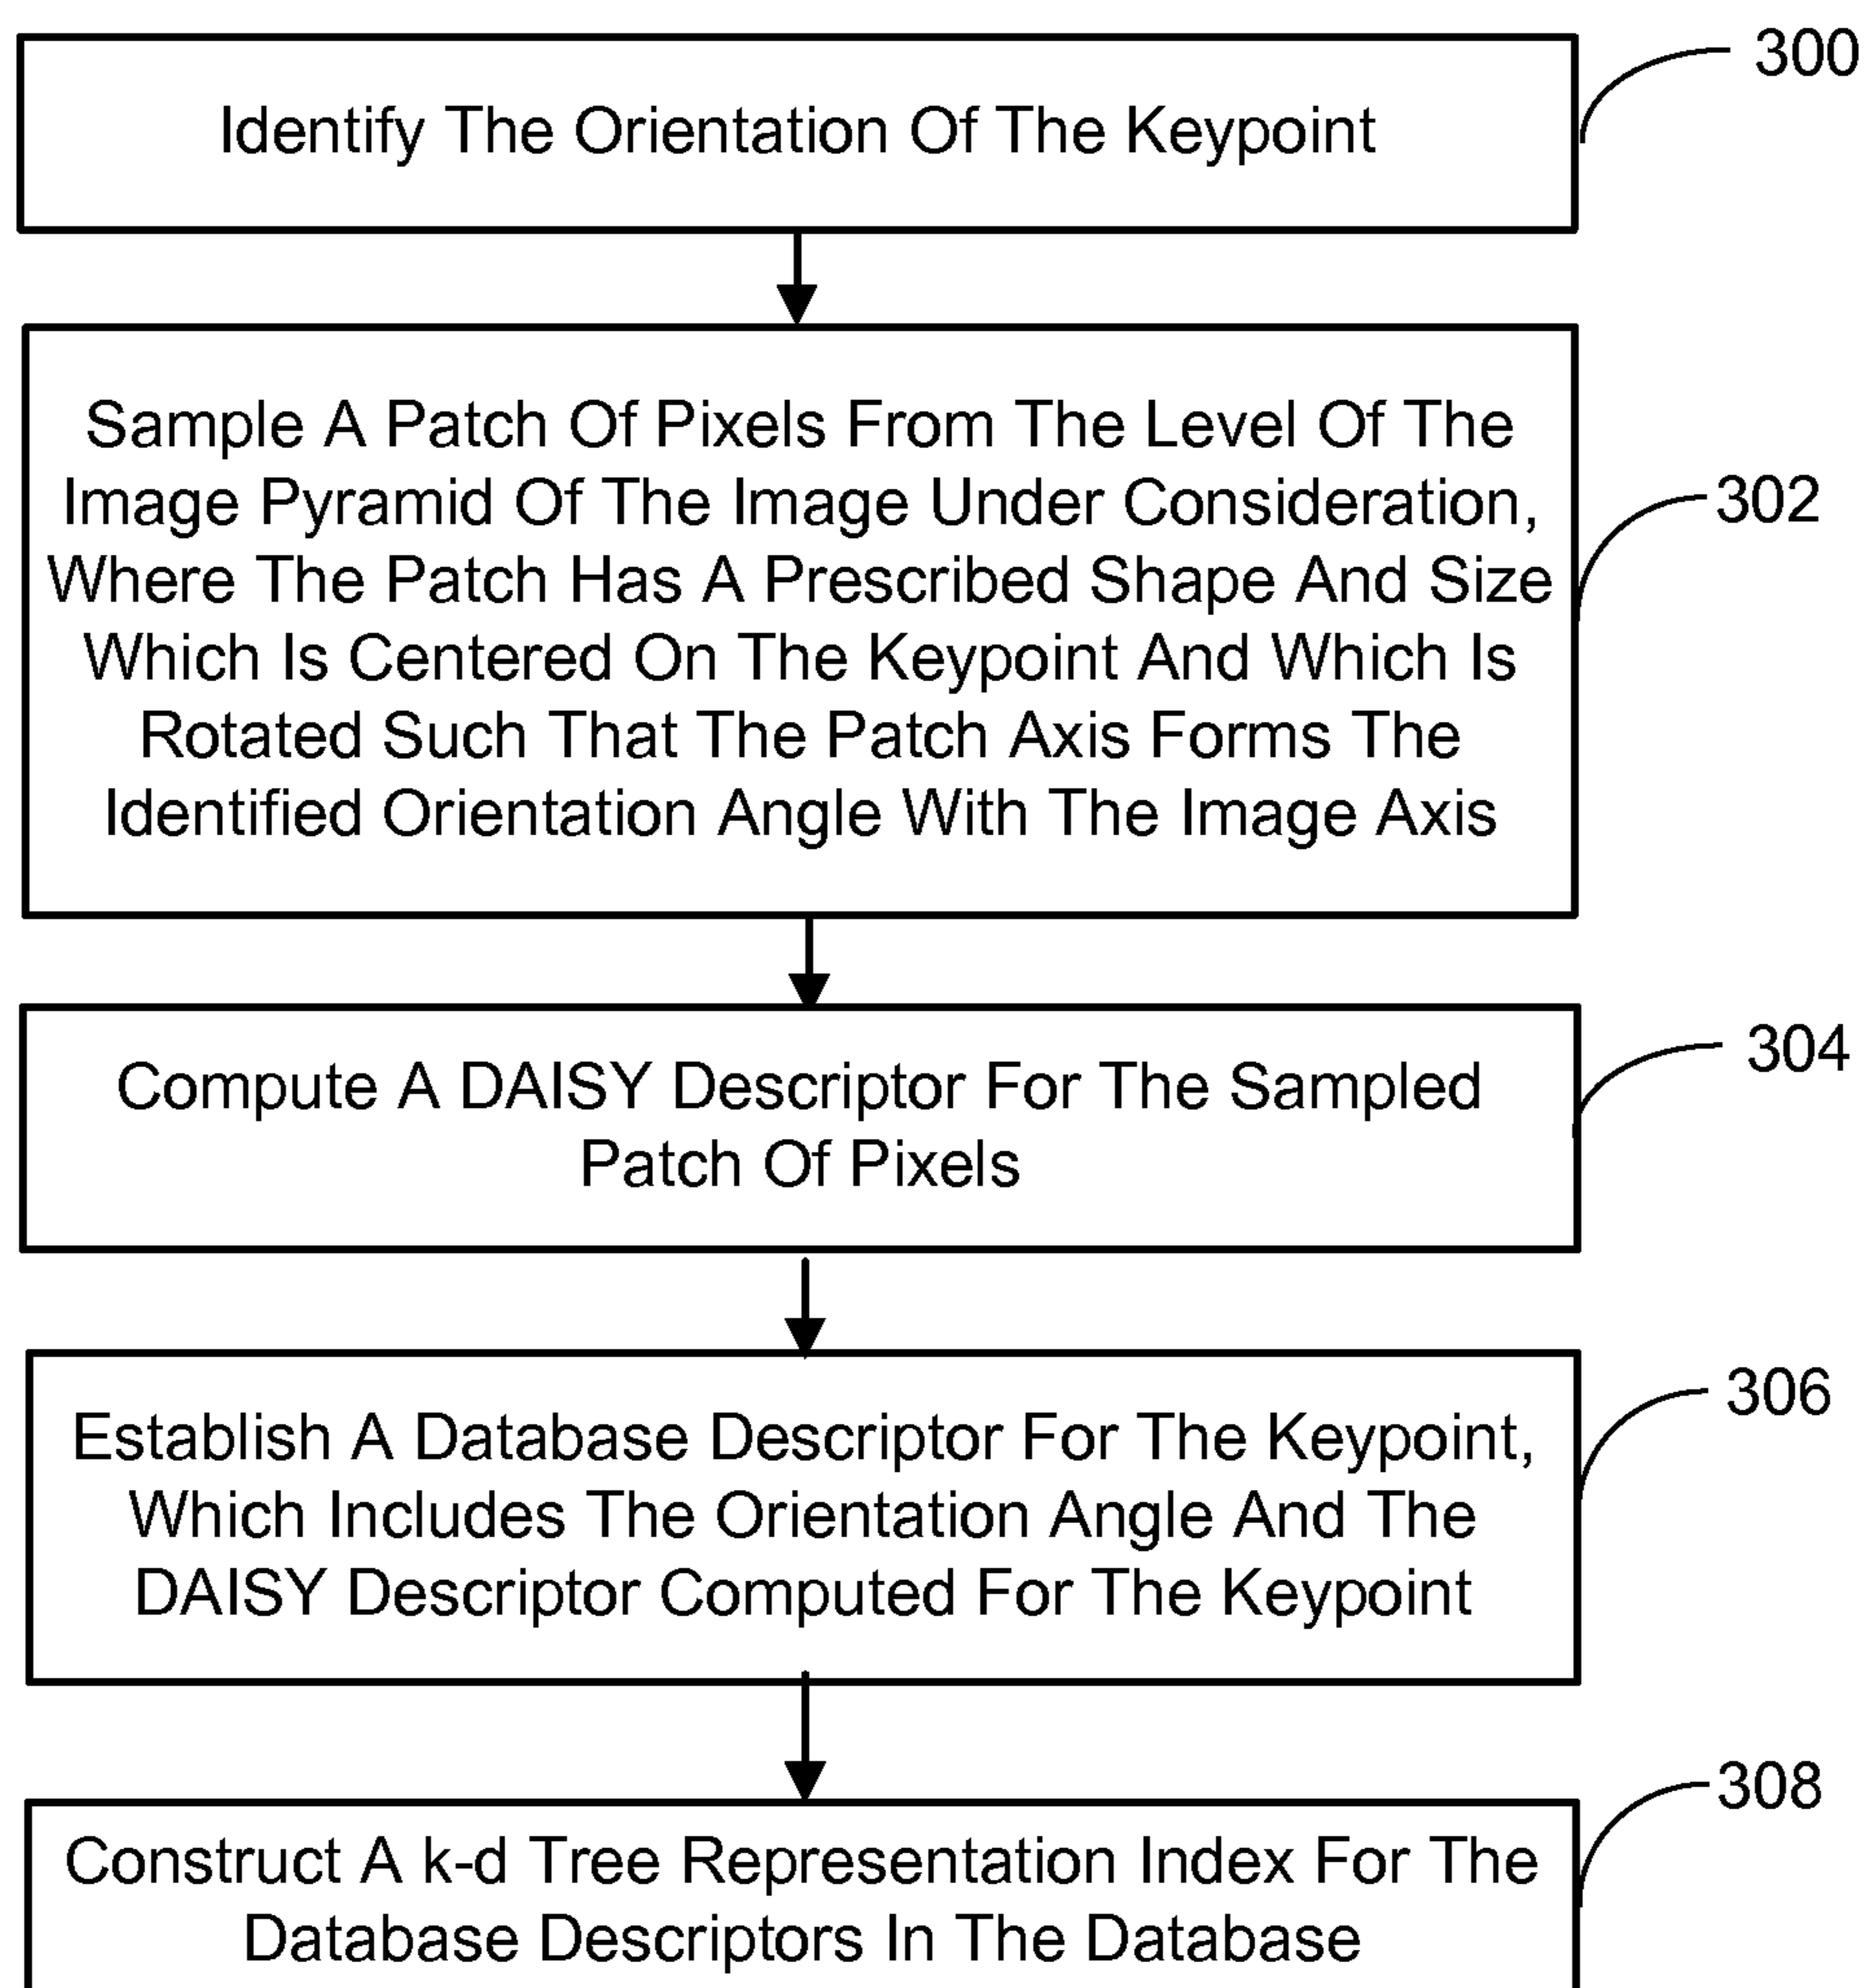 300
Identify The Orientation Of The Keypoint
Sample A Patch Of Pixels From The Level Of The
Image Pyramid Of The Image Under Consideration,
302
Where The Patch Has A Prescribed Shape And Size
Which Is Centered On The Keypoint And Which Is
Rotated Such That The Patch Axis Forms The
Identified Orientation Angle With The Image Axis
304
Compute A DAISY Descriptor For The Sampled
Patch Of Pixels
306
Establish A Database Descriptor For The Keypoint,
Which Includes The Orientation Angle And The
DAISY Descriptor Computed For The Keypoint
308
Construct A k-d Tree Representation Index For The
Database Descriptors In The Database